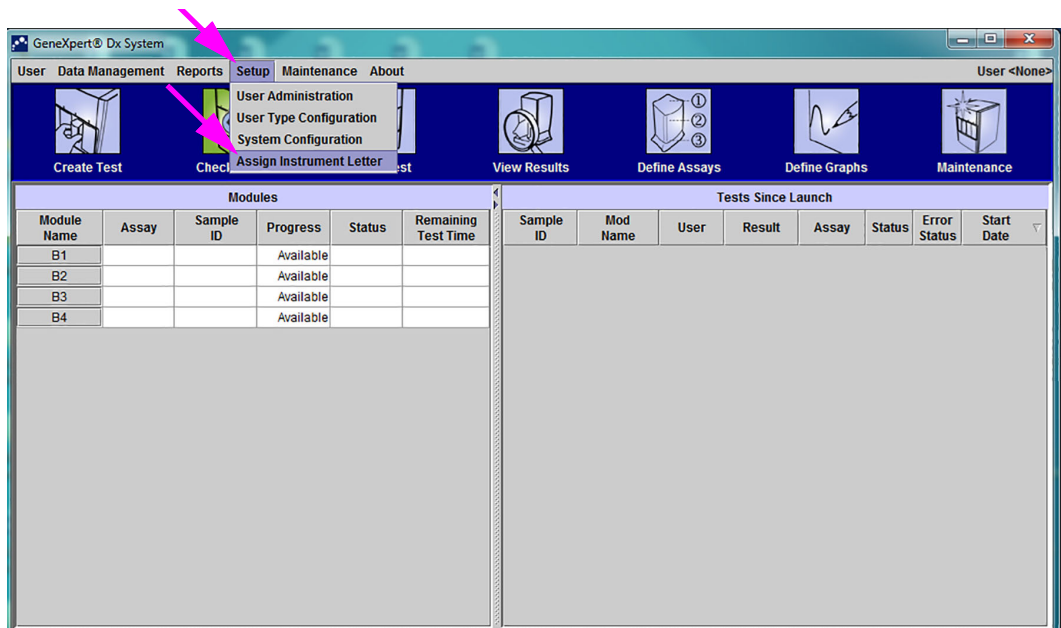 GeneXpert® Dx System
User Data Management Reports Setup Maintenance About User <None>
User Administration
User Type Configuration
System Configuration
Assign Instrument Letter
Create Test
View Results
Define Assays
Define Graphs
Maintenance
Modules
Module Name Assay Sample ID Progress Status Remaining Test Time
B1 Available
B2 Available
B3 Available
B4 Available
Tests Since Launch
Sample ID Mod Name User Result Assay Status Error Status Start Date